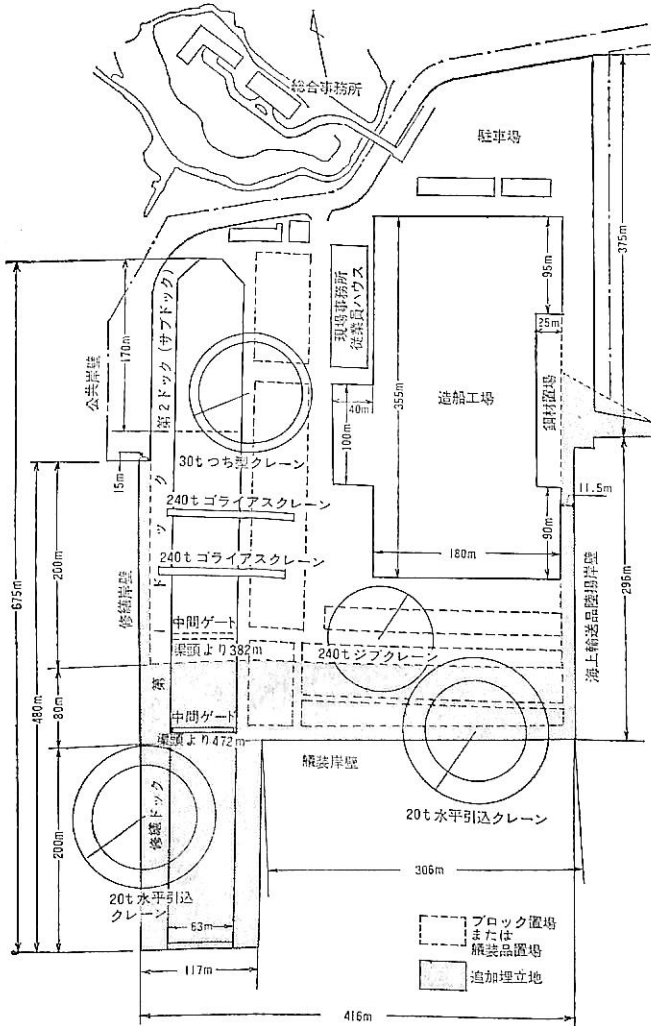 総合事務所
駐車場
375m
95m
25m
現場事務所
従業員ハウス
170m
第2ドック(サブドック)
公共岸壁
355m
造船工場
鋼材置場
40m
100m
30tつち型クレーン
15m
11.5m
240tゴライアスクレーン
90m
200m
675m
180m
240tゴライアスクレーン
296m
修繕岸壁
海上輸送品陸揚岸壁
第一ドック
中間ゲート
渠頭より382m
240tジブクレーン
480m
80m
中間ゲート
渠頭より472m
艤装岸壁
修繕ドック
20t水平引込クレーン
200m
306m
20t水平引込
クレーン
63m
ブロック置場
または
艤装品置場
117m
追加埋立地
416m